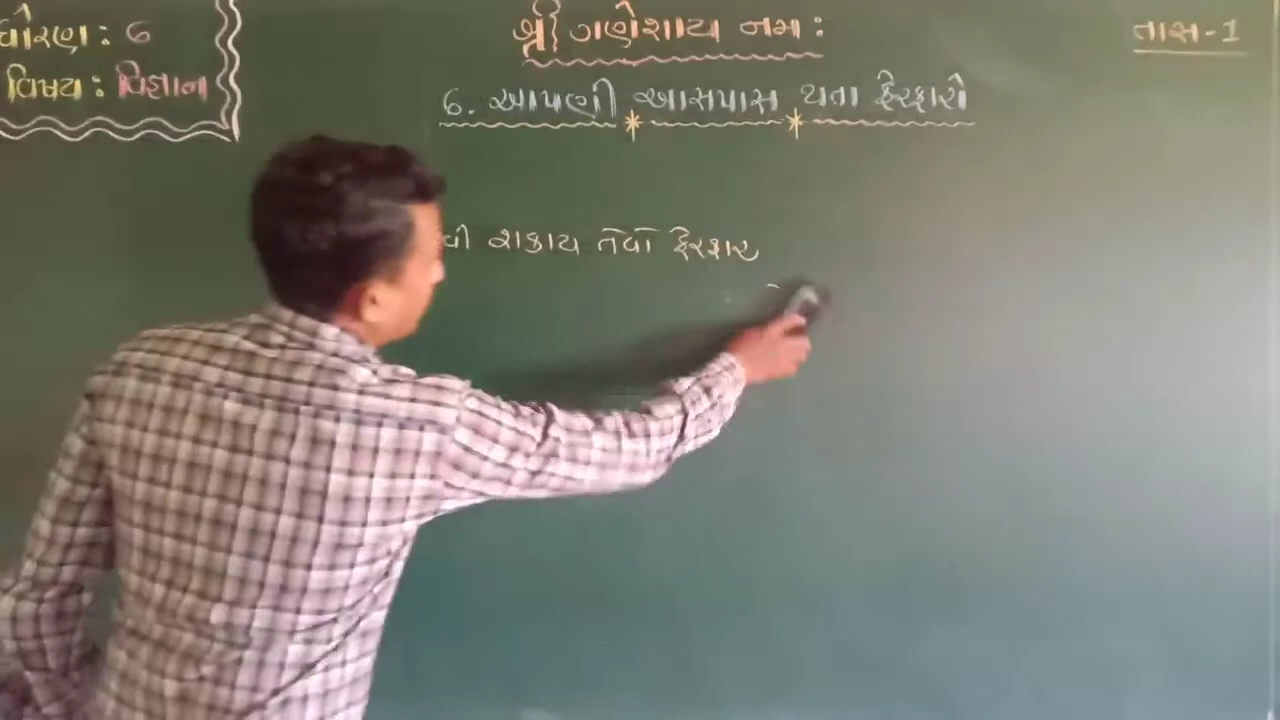 ધોરણ : 6
વિષય : વિજ્ઞાન
શ્રી ગણેશાય નમઃ
તાસ-1
6. આપણી આસપાસ થતા ફેરફારો
શકાય તેવો ફેરફાર